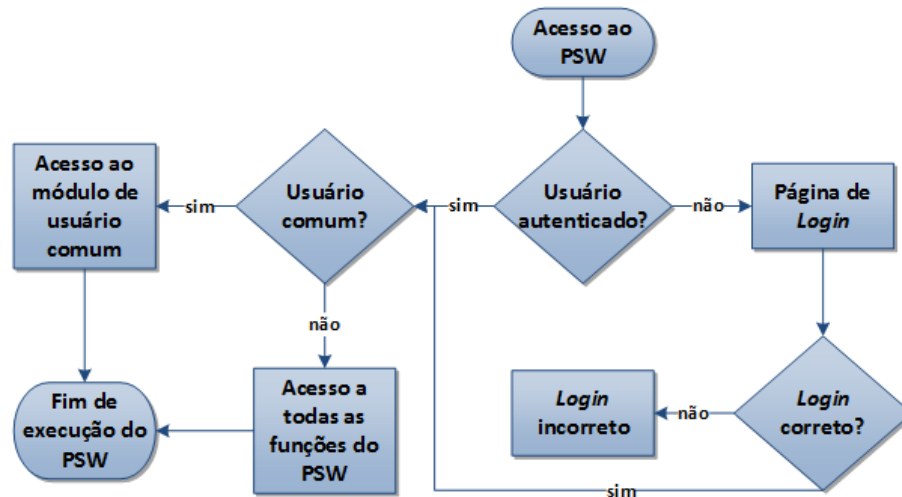 Acesso ao
PSW
Usuário
autenticado?
sim
não
Página de
Login
Usuário
comum?
sim
não
Acesso ao
módulo de
usuário
comum
Login
correto?
não
sim
Login
incorreto
Acesso a
todas as
funções do
PSW
Fim de
execução do
PSW